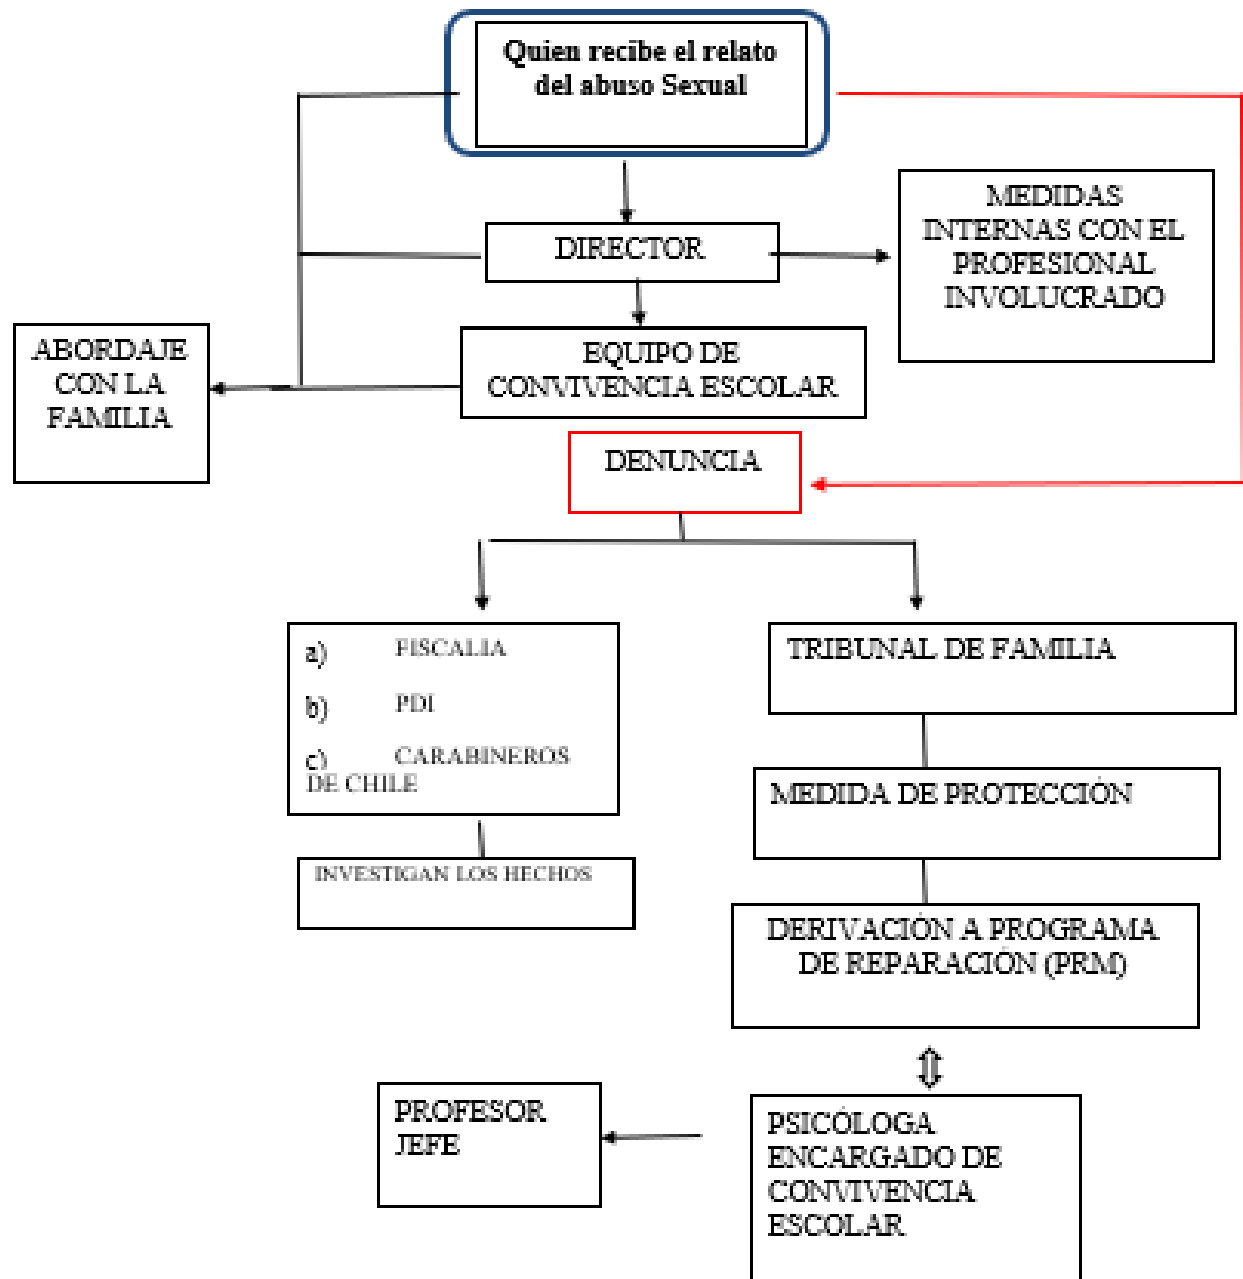 Quien recibe el relato
del abuso Sexual
DIRECTOR
MEDIDAS
INTERNAS CON EL
PROFESIONAL
INVOLUCRADO
EQUIPO DE
CONVIVENCIA ESCOLAR
ABORDAJE
CON LA
FAMILIA
DENUNCIA
a) FISCALIA
b) PDI
c) CARABINEROS
DE CHILE
INVESTIGAN LOS HECHOS
TRIBUNAL DE FAMILIA
MEDIDA DE PROTECCIÓN
DERIVACIÓN A PROGRAMA
DE REPARACIÓN (PRM)
PROFESOR
JEFE
PSICÓLOGA
ENCARGADO DE
CONVIVENCIA
ESCOLAR